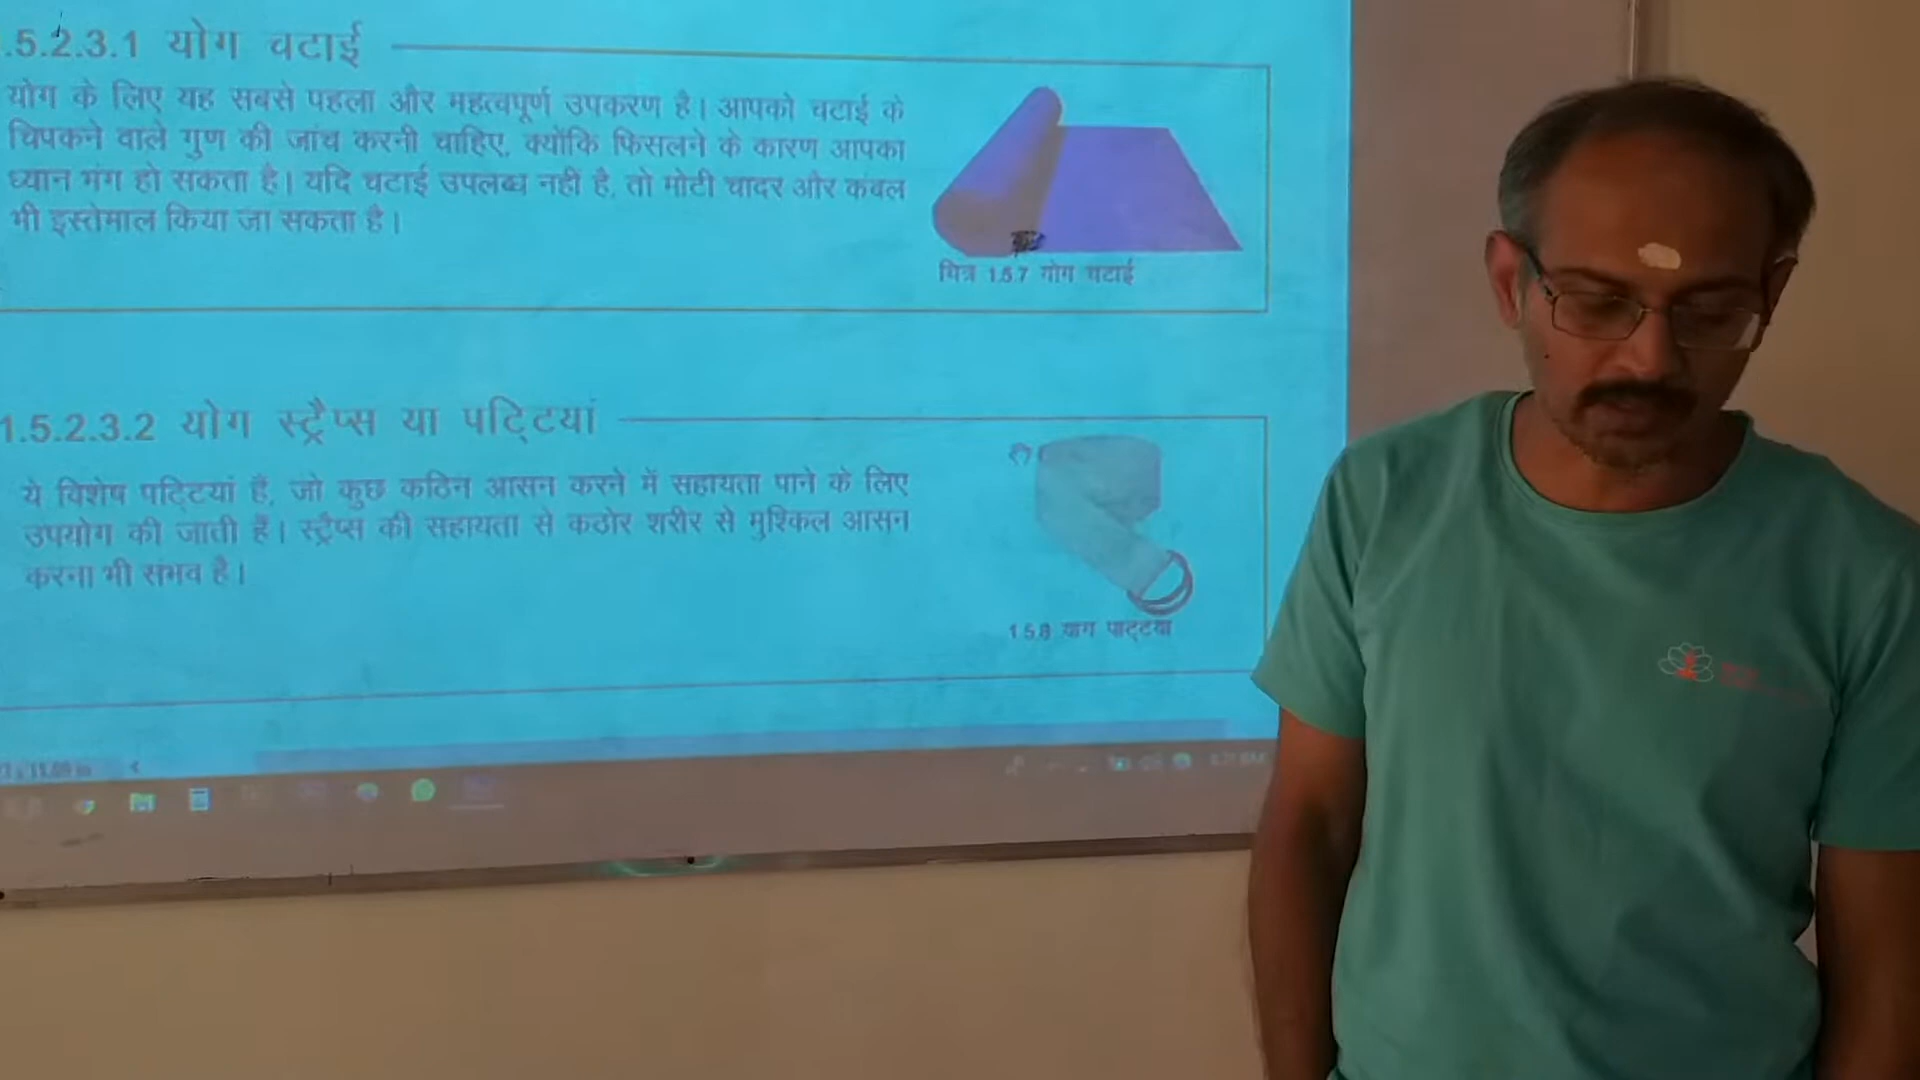 .5.2.3.1 योग चटाई
योग के लिए यह सबसे पहला और महत्वपूर्ण उपकरण है। आपको चटाई के
चिपकने वाले गुण की जांच करनी चाहिए, क्योंकि फिसलने के कारण आपका
ध्यान भंग हो सकता है। यदि चटाई उपलब्ध नहीं है, तो मोटी चादर और कंबल
भी इस्तेमाल किया जा सकता है।
चित्र 1.5.7 योग चटाई
1.5.2.3.2 योग स्ट्रैप्स या पट्टियां
ये विशेष पट्टियां हैं, जो कुछ कठिन आसन करने में सहायता पाने के लिए
उपयोग की जाती हैं। स्ट्रैप्स की सहायता से कठोर शरीर से मुश्किल आसन
करना भी संभव है।
1.5.8 योग पट्टियां